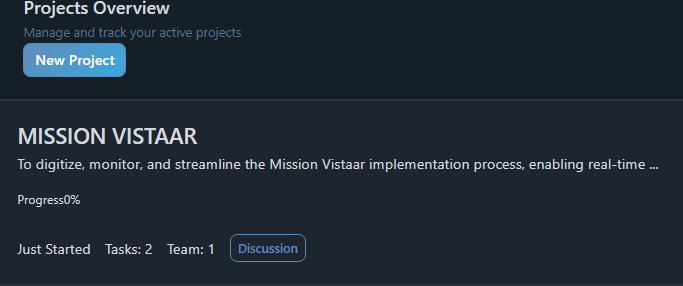 Projects Overview
Manage and track your active projects
New Project
MISSION VISTAAR
To digitize, monitor, and streamline the Mission Vistaar implementation process, enabling real-time ...
Progress0%
Just Started Tasks: 2 Team: 1 Discussion